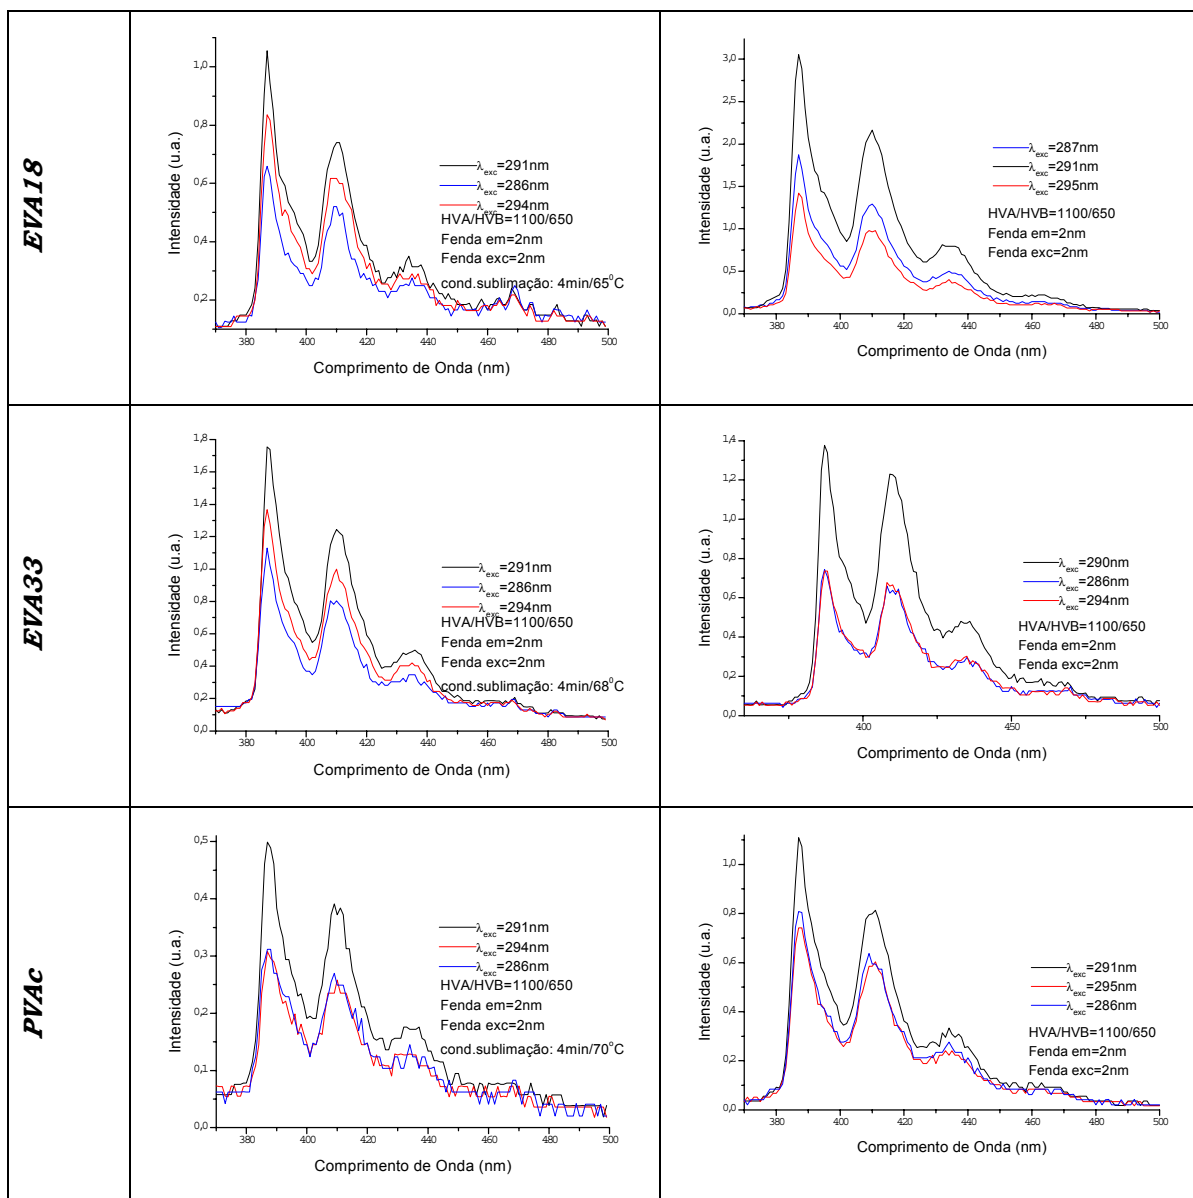 EVA18
Intensidade (u.a.)
1,0
0,8
0,6
0,4
0,2
λexc=291nm
λexc=286nm
λexc=294nm
HVA/HVB=1100/650
Fenda em=2nm
Fenda exc=2nm
cond.sublimação: 4min/65°C
380 400 420 440 460 480 500
Comprimento de Onda (nm)
Intensidade (u.a.)
3,0
2,5
2,0
1,5
1,0
0,5
0,0
λexc=287nm
λexc=291nm
λexc=295nm
HVA/HVB=1100/650
Fenda em=2nm
Fenda exc=2nm
380 400 420 440 460 480 500
Comprimento de Onda (nm)
EVA33
Intensidade (u.a.)
1,8
1,6
1,4
1,2
1,0
0,8
0,6
0,4
0,2
0,0
λexc=291nm
λexc=286nm
λexc=294nm
HVA/HVB=1100/650
Fenda em=2nm
Fenda exc=2nm
cond.sublimação: 4min/68°C
380 400 420 440 460 480 500
Comprimento de Onda (nm)
Intensidade (u.a.)
1,4
1,2
1,0
0,8
0,6
0,4
0,2
0,0
λexc=290nm
λexc=286nm
λexc=294nm
HVA/HVB=1100/650
Fenda em=2nm
Fenda exc=2nm
400 450 500
Comprimento de Onda (nm)
PVAc
Intensidade (u.a.)
0,5
0,4
0,3
0,2
0,1
0,0
λexc=291nm
λexc=294nm
λexc=286nm
HVA/HVB=1100/650
Fenda em=2nm
Fenda exc=2nm
cond.sublimação: 4min/70°C
380 400 420 440 460 480 500
Comprimento de Onda (nm)
Intensidade (u.a.)
1,0
0,8
0,6
0,4
0,2
0,0
λexc=291nm
λexc=295nm
λexc=286nm
HVA/HVB=1100/650
Fenda em=2nm
Fenda exc=2nm
380 400 420 440 460 480 500
Comprimento de Onda (nm)